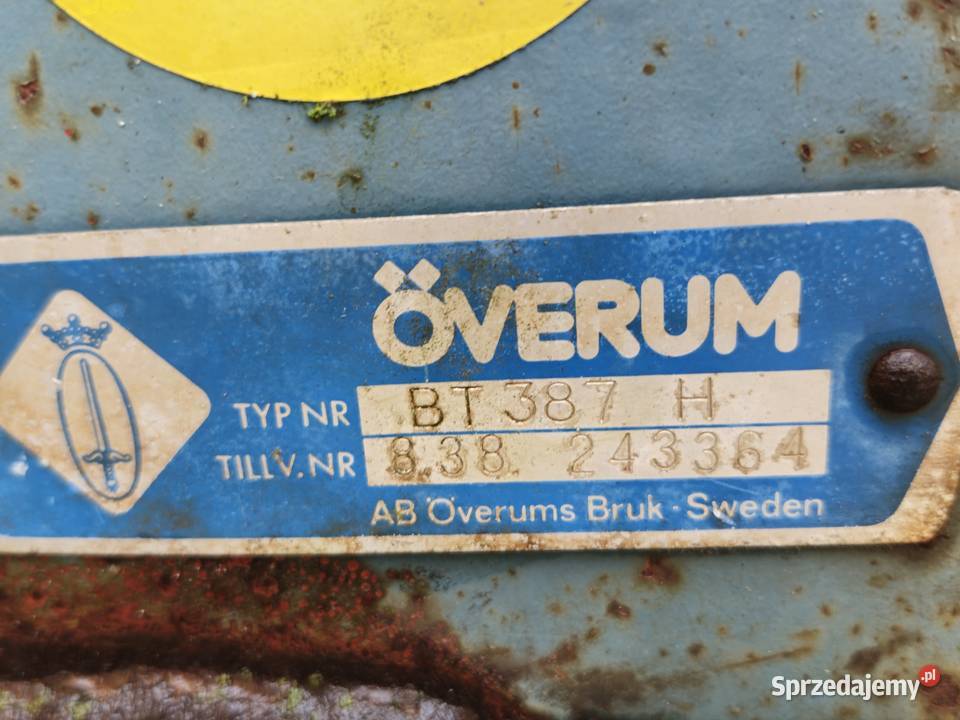 ÖVERUM
TYP NR BT 387 H
TILLV. NR 8.38. 243364
AB Överums Bruk · Sweden
Sprzedajemy.pl